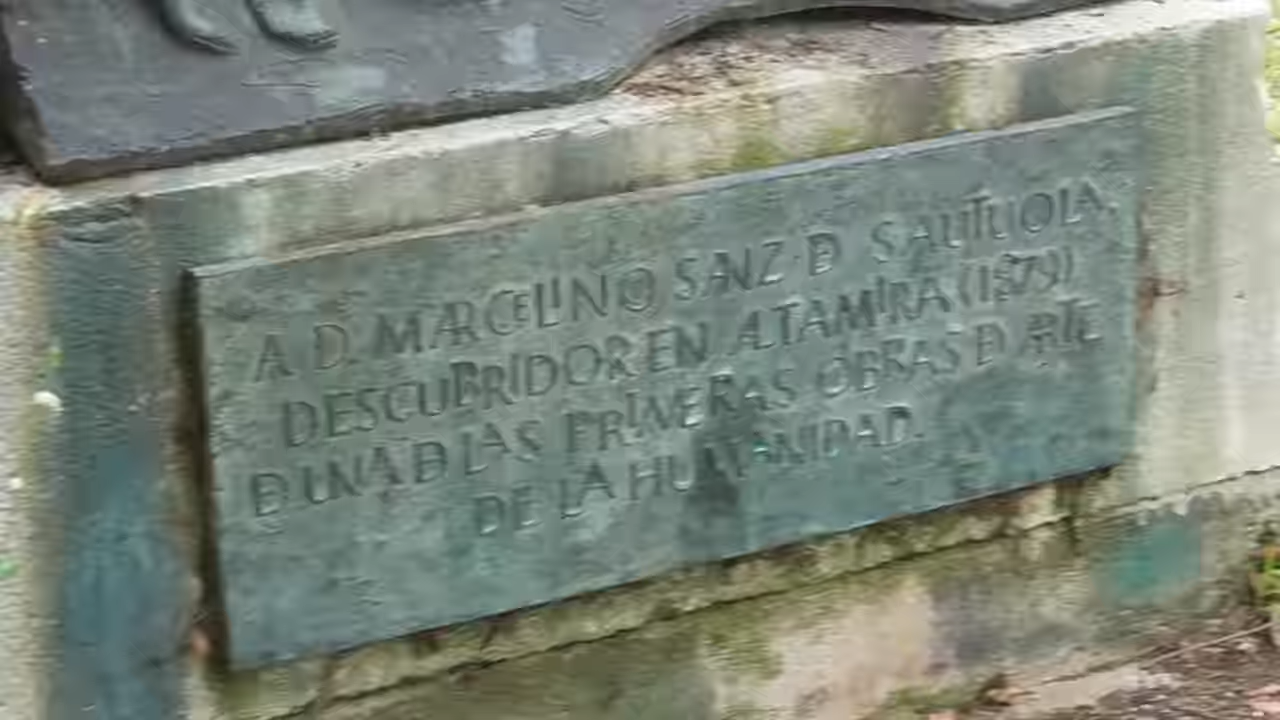 A D. MARCELINO SANZ D SAUTUOLA,
DESCUBRIDOR EN ALTAMIRA (1879)
D UNA D LAS PRIMERAS OBRAS D ARTE
DE LA HUMANIDAD.